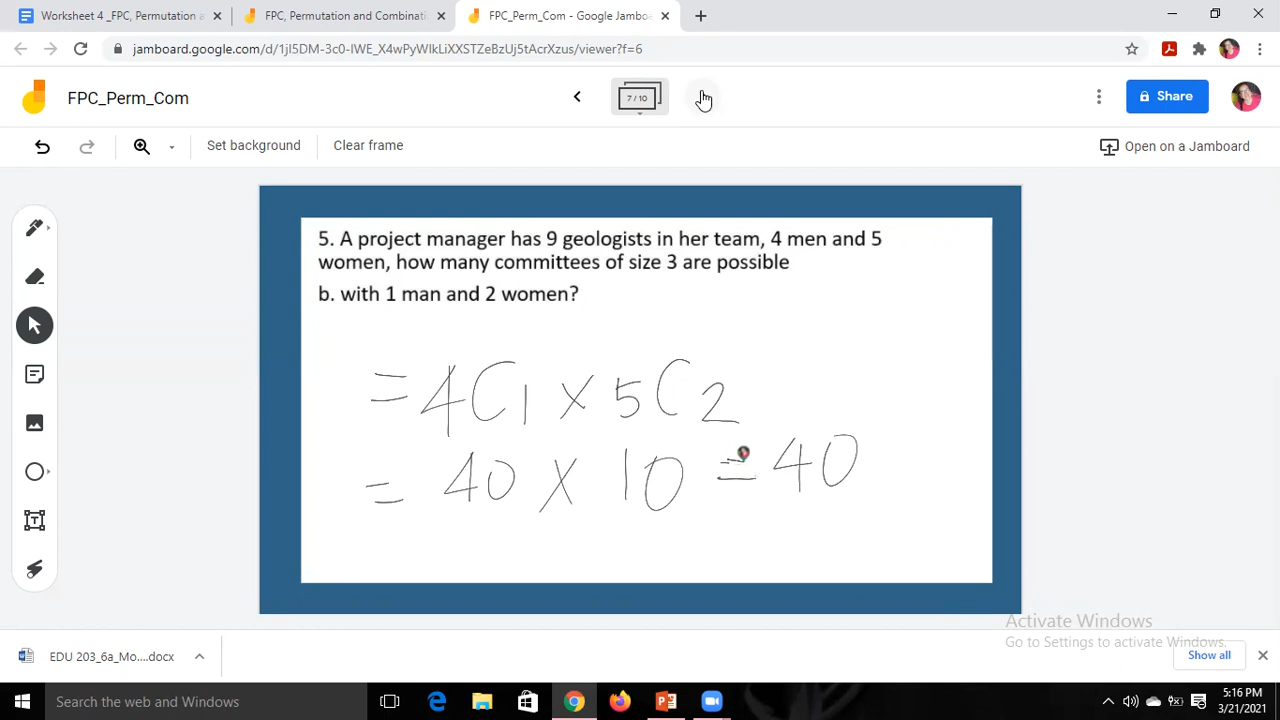 Worksheet 4 _FPC, Permutation a
FPC, Permutation and Combinati
FPC_Perm_Com - Google Jamboa
jamboard.google.com/d/1jI5DM-3c0-IWE_X4wPyWIkLiXXSTZeBzUj5tAcrXzus/viewer?f=6
FPC_Perm_Com
7 / 10
Share
Set background
Clear frame
Open on a Jamboard
5. A project manager has 9 geologists in her team, 4 men and 5
women, how many committees of size 3 are possible
b. with 1 man and 2 women?
= 4C1 X 5C2
= 40 X 10 = 40
Activate Windows
Go to Settings to activate Windows.
EDU 203_6a_Mo....docx
Show all
Search the web and Windows
5:16 PM
3/21/2021